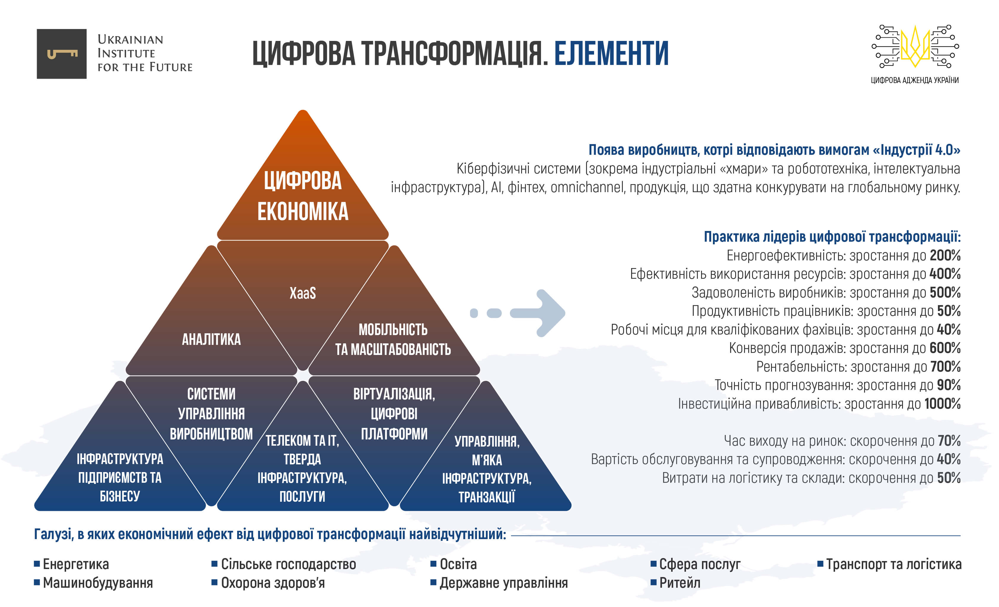 UKRAINIAN
INSTITUTE
FOR THE FUTURE
ЦИФРОВА ТРАНСФОРМАЦІЯ. ЕЛЕМЕНТИ
ЦИФРОВА АДЖЕНДА УКРАЇНИ
ЦИФРОВА
ЕКОНОМІКА
XaaS
АНАЛІТИКА
МОБІЛЬНІСТЬ
ТА МАСШТАБОВАНІСТЬ
СИСТЕМИ
УПРАВЛІННЯ
ВИРОБНИЦТВОМ
ВІРТУАЛІЗАЦІЯ,
ЦИФРОВІ
ПЛАТФОРМИ
ІНФРАСТРУКТУРА
ПІДПРИЄМСТВ ТА
БІЗНЕСУ
ТЕЛЕКОМ ТА ІТ,
ТВЕРДА
ІНФРАСТРУКТУРА,
ПОСЛУГИ
УПРАВЛІННЯ,
М’ЯКА
ІНФРАСТРУКТУРА,
ТРАНЗАКЦІЇ
Поява виробництв, котрі відповідають вимогам «Індустрії 4.0»
Кіберфізичні системи (зокрема індустріальні «хмари» та робототехніка, інтелектуальна
інфраструктура), AI, фінтех, omnichannel, продукція, що здатна конкурувати на глобальному ринку.
Практика лідерів цифрової трансформації:
Енергоефективність: зростання до 200%
Ефективність використання ресурсів: зростання до 400%
Задоволеність виробників: зростання до 500%
Продуктивність працівників: зростання до 50%
Робочі місця для кваліфікованих фахівців: зростання до 40%
Конверсія продажів: зростання до 600%
Рентабельність: зростання до 700%
Точність прогнозування: зростання до 90%
Інвестиційна привабливість: зростання до 1000%
Час виходу на ринок: скорочення до 70%
Вартість обслуговування та супроводження: скорочення до 40%
Витрати на логістику та склади: скорочення до 50%
Галузі, в яких економічний ефект від цифрової трансформації найвідчутніший:
Енергетика
Машинобудування
Сільське господарство
Охорона здоров'я
Освіта
Державне управління
Сфера послуг
Ритейл
Транспорт та логістика